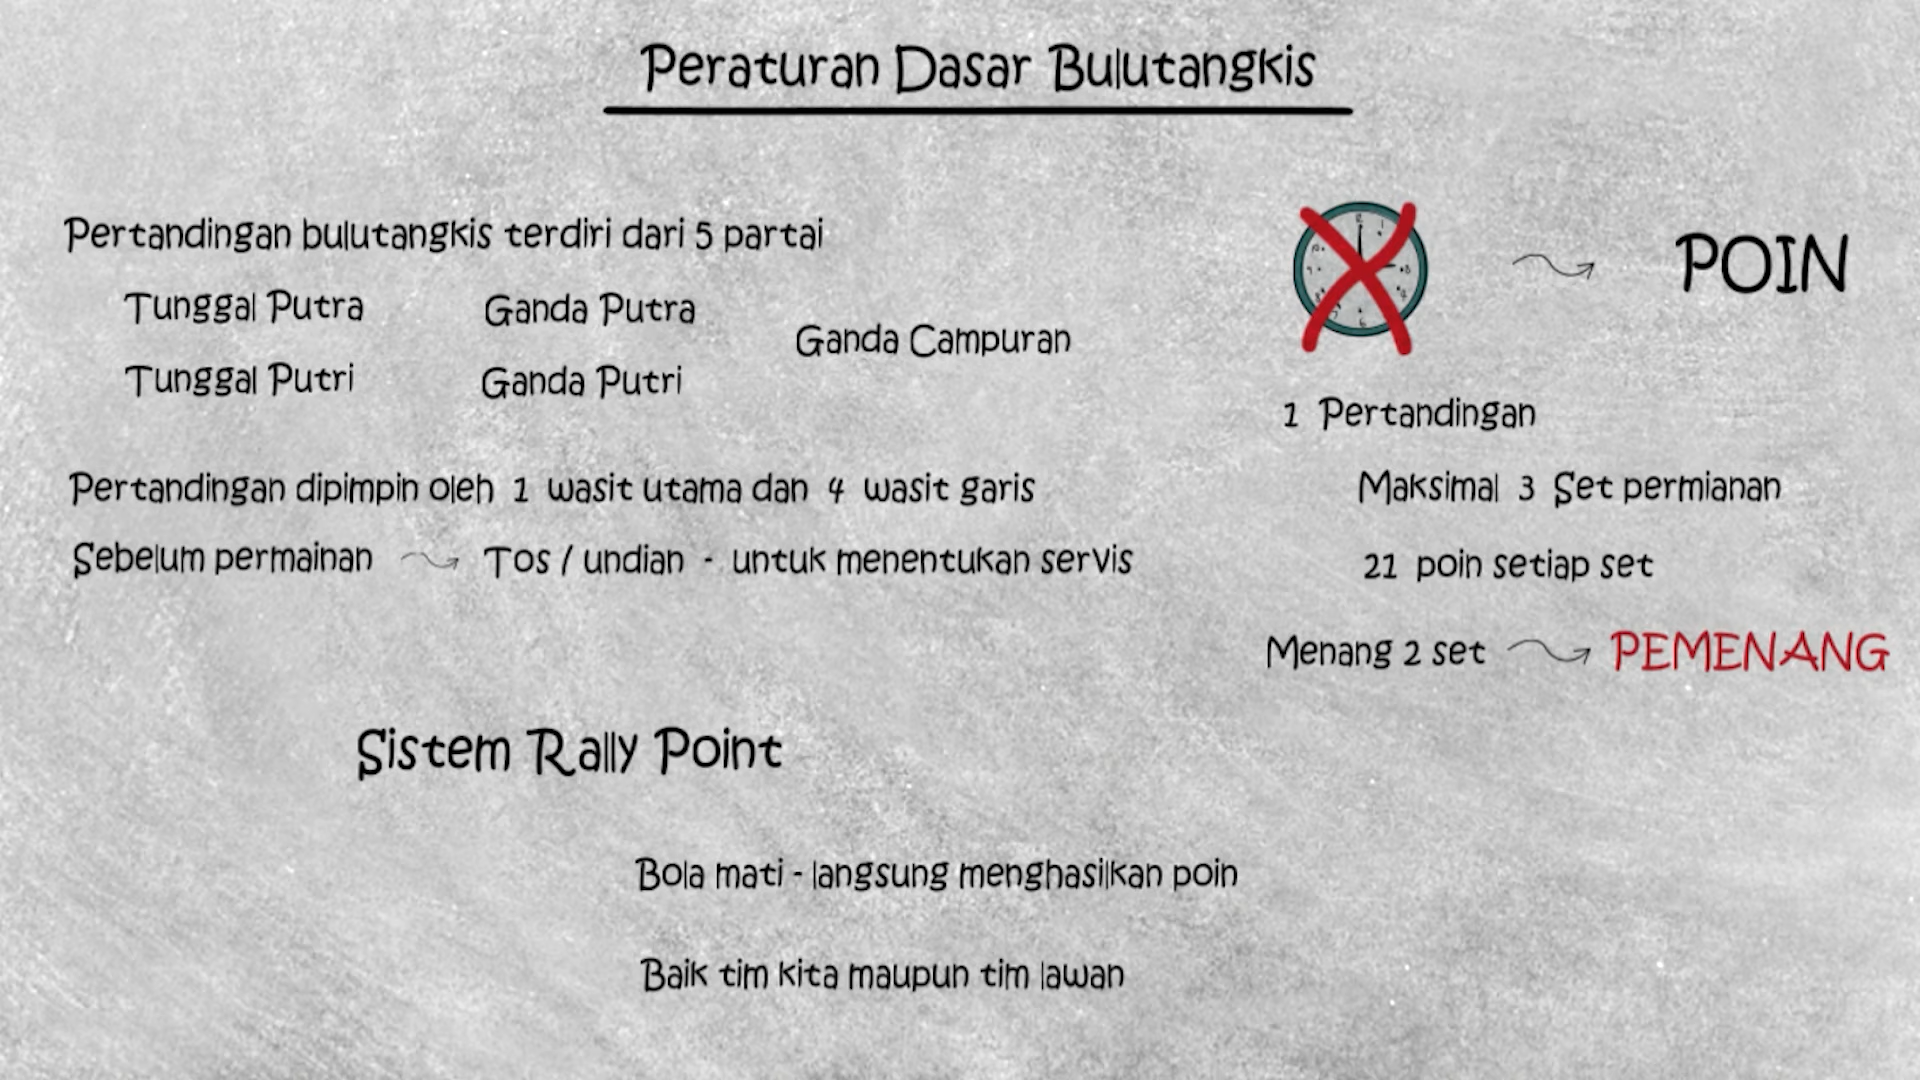 Peraturan Dasar Bulutangkis
Pertandingan bulutangkis terdiri dari 5 partai
Tunggal Putra
Ganda Putra
Ganda Campuran
Tunggal Putri
Ganda Putri
Pertandingan dipimpin oleh 1 wasit utama dan 4 wasit garis
Sebelum permainan
Tos / undian - untuk menentukan servis
POIN
1 Pertandingan
Maksimal 3 Set permianan
21 poin setiap set
Menang 2 set
PEMENANG
Sistem Rally Point
Bola mati - langsung menghasilkan poin
Baik tim kita maupun tim lawan